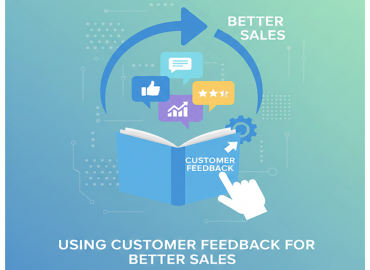 BETTER
SALES
CUSTOMER
FEEDBACK
USING CUSTOMER FEEDBACK FOR
BETTER SALES